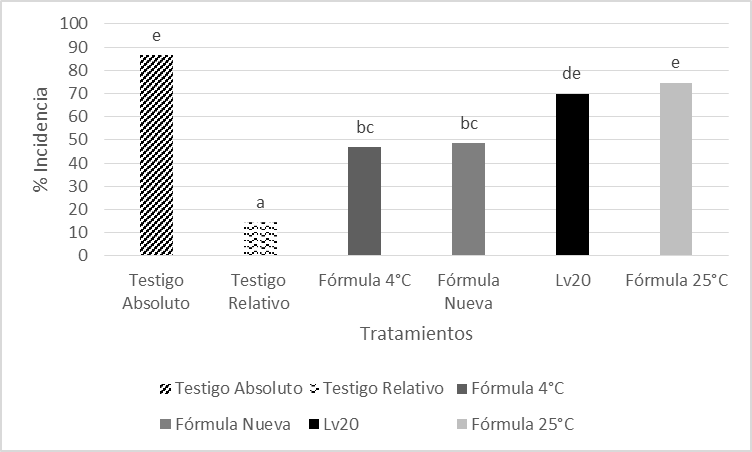 100
90
80
70
60
50
40
30
20
10
0
% Incidencia
e
a
bc
bc
de
e
Testigo Absoluto
Testigo Relativo
Fórmula 4°C
Fórmula Nueva
Lv20
Fórmula 25°C
Tratamientos
Testigo Absoluto
Testigo Relativo
Fórmula 4°C
Fórmula Nueva
Lv20
Fórmula 25°C